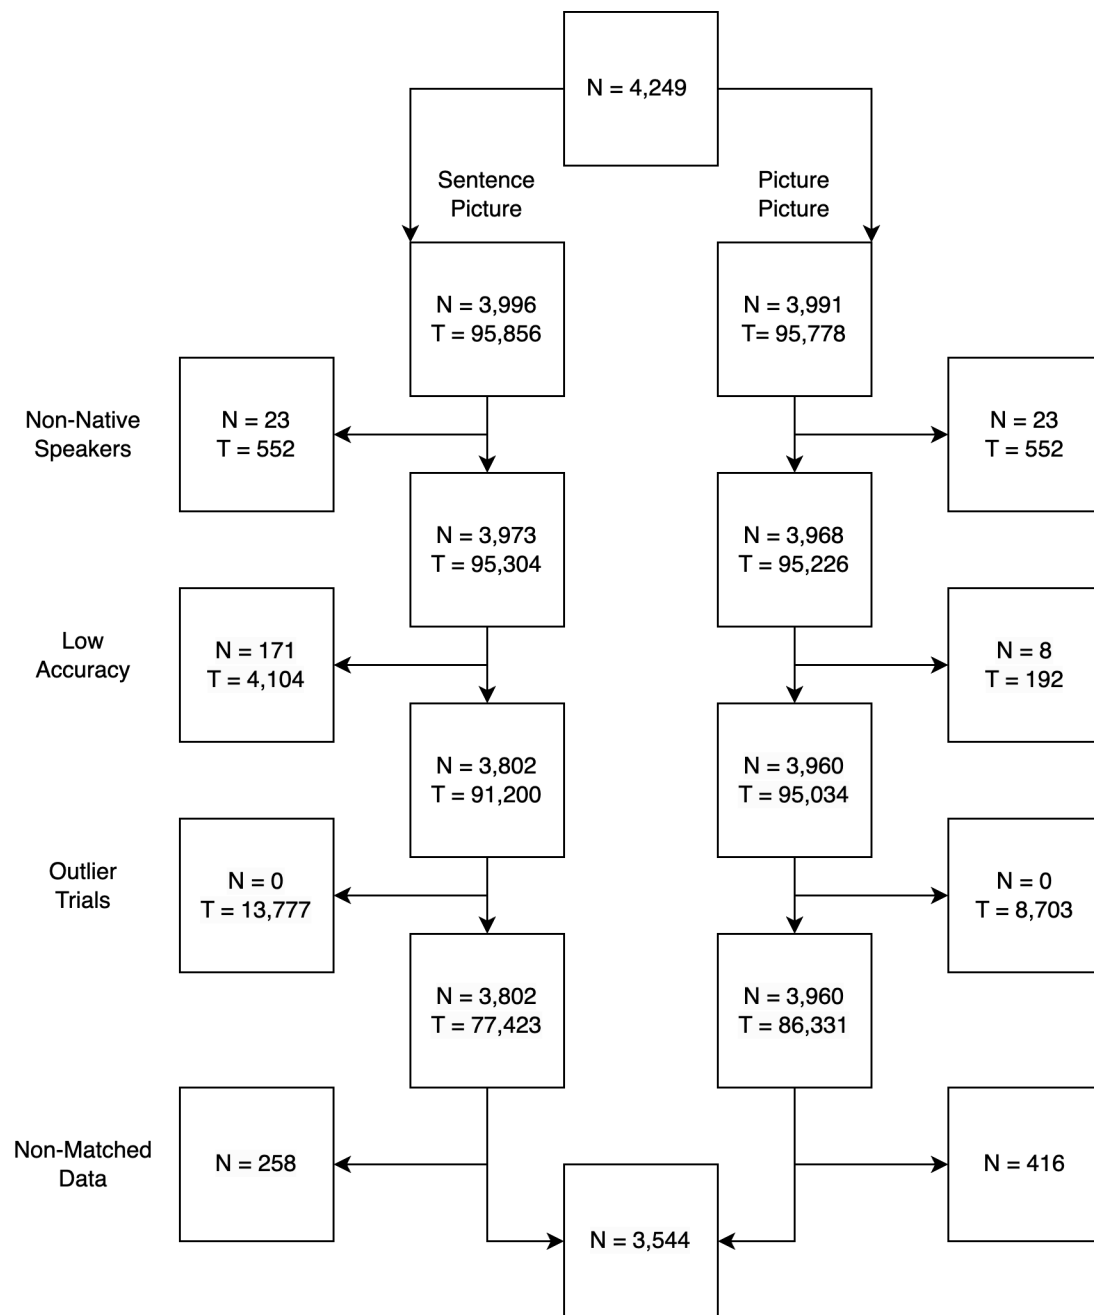 N = 4,249
Sentence
Picture
Picture
Picture
N = 3,996
T = 95,856
N = 3,991
T= 95,778
Non-Native
Speakers
N = 23
T = 552
N = 23
T = 552
N = 3,973
T = 95,304
N = 3,968
T = 95,226
Low
Accuracy
N = 171
T = 4,104
N = 8
T = 192
N = 3,802
T = 91,200
N = 3,960
T = 95,034
Outlier
Trials
N = 0
T = 13,777
N = 0
T = 8,703
N = 3,802
T = 77,423
N = 3,960
T = 86,331
Non-Matched
Data
N = 258
N = 416
N = 3,544